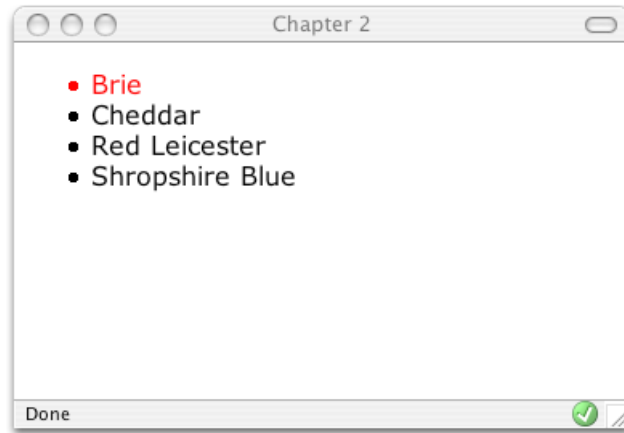 Chapter 2
• Brie
• Cheddar
• Red Leicester
• Shropshire Blue
Done